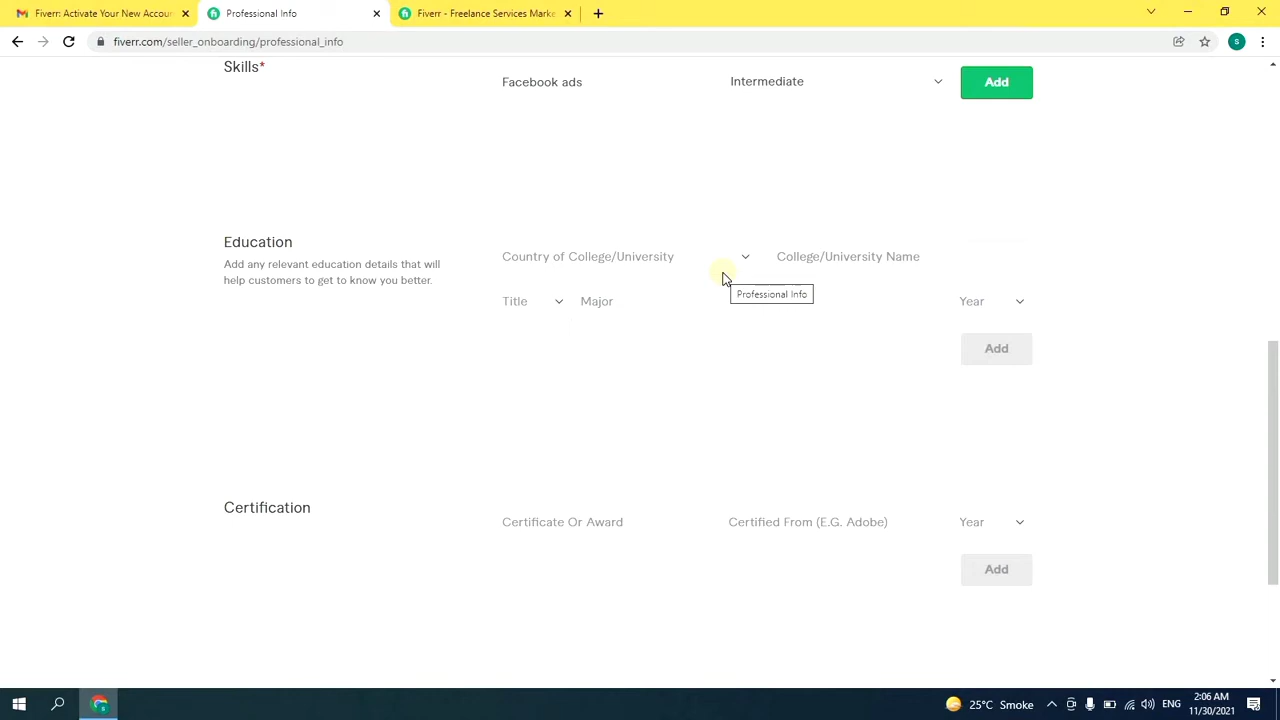 Fiverr: Activate Your New Accoun
Professional Info
Fiverr - Freelance Services Marke
fiverr.com/seller_onboarding/professional_info
s
Skills*
Facebook ads
Intermediate
Add
Education
Add any relevant education details that will
help customers to get to know you better.
Country of College/University
College/University Name
Professional Info
Title
Major
Year
Add
Certification
Certificate Or Award
Certified From (E.G. Adobe)
Year
Add
25°C Smoke
ENG
2:06 AM
11/30/2021